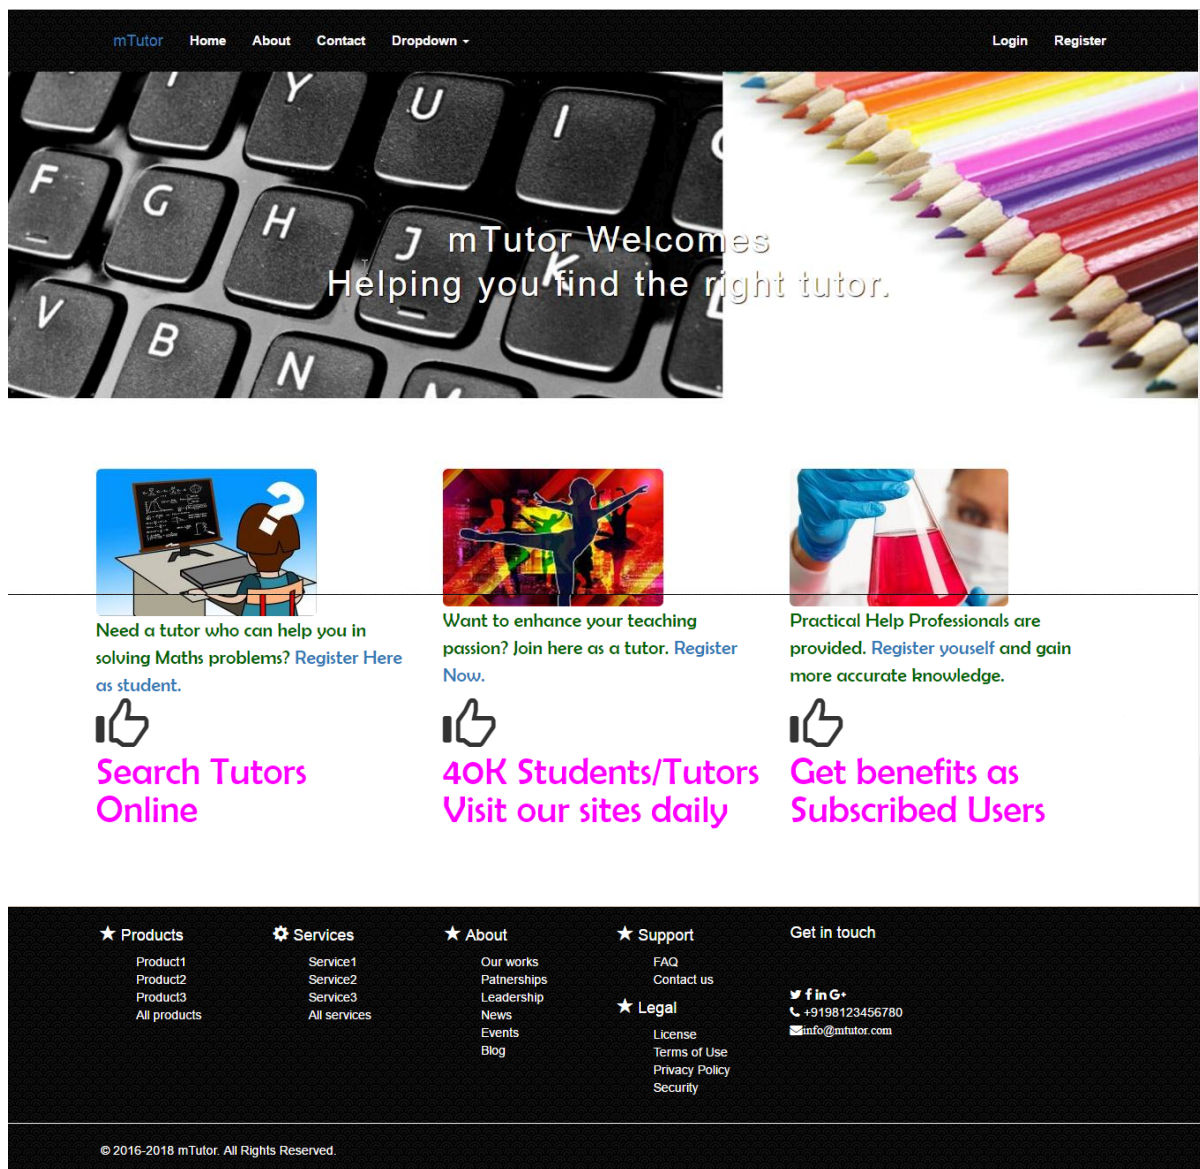 mTutor Home About Contact Dropdown Login Register
Y U I
F G H J K
V B N
mTutor Welcomes
Helping you find the right tutor.
Need a tutor who can help you in
solving Maths problems? Register Here
as student.
Search Tutors
Online
Want to enhance your teaching
passion? Join here as a tutor. Register
Now.
40K Students/Tutors
Visit our sites daily
Practical Help Professionals are
provided. Register youself and gain
more accurate knowledge.
Get benefits as
Subscribed Users
Products
Product1
Product2
Product3
All products
Services
Service1
Service2
Service3
All services
About
Our works
Patnerships
Leadership
News
Events
Blog
Support
FAQ
Contact us
Legal
License
Terms of Use
Privacy Policy
Security
Get in touch
+9198123456780
info@mtutor.com
© 2016-2018 mTutor. All Rights Reserved.